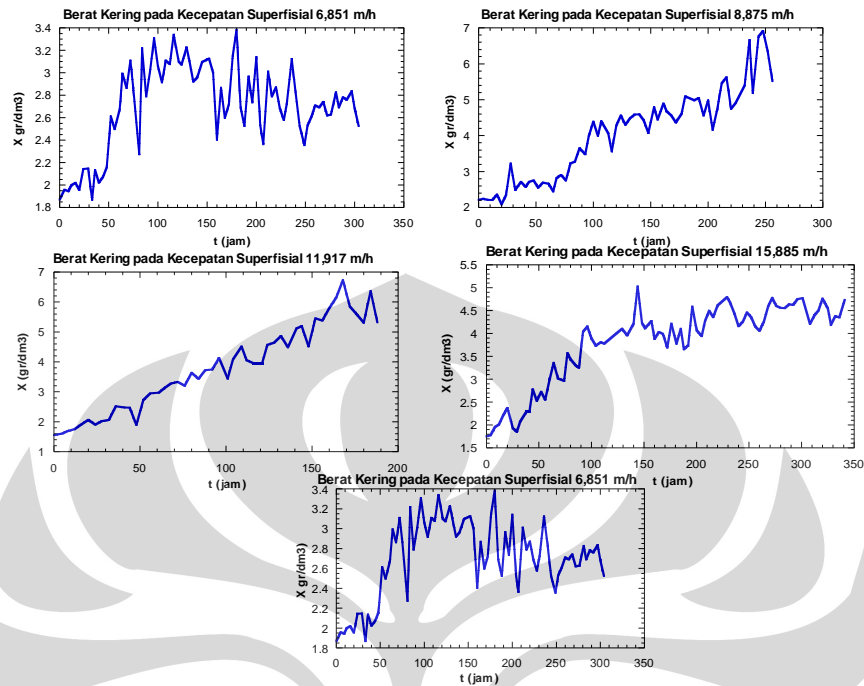 Berat Kering pada Kecepatan Superfisial 6,851 m/h
3.4
3.2
3
2.8
2.6
2.4
2.2
2
1.8
X gr/dm3)
0 50 100 150 200 250 300 350
t (jam)
Berat Kering pada Kecepatan Superfisial 8,875 m/h
7
6
5
4
3
2
X gr/dm3)
0 50 100 150 200 250 300
t (jam)
Berat Kering pada Kecepatan Superfisial 11,917 m/h
7
6
5
4
3
2
1
X (gr/dm3)
0 50 100 150 200
t (jam)
Berat Kering pada Kecepatan Superfisial 15,885 m/h
5.5
5
4.5
4
3.5
3
2.5
2
1.5
X (gr/dm3)
0 50 100 150 200 250 300 350
t (jam)
Berat Kering pada Kecepatan Superfisial 6,851 m/h
3.4
3.2
3
2.8
2.6
2.4
2.2
2
1.8
X gr/dm3)
0 50 100 150 200 250 300 350
t (jam)